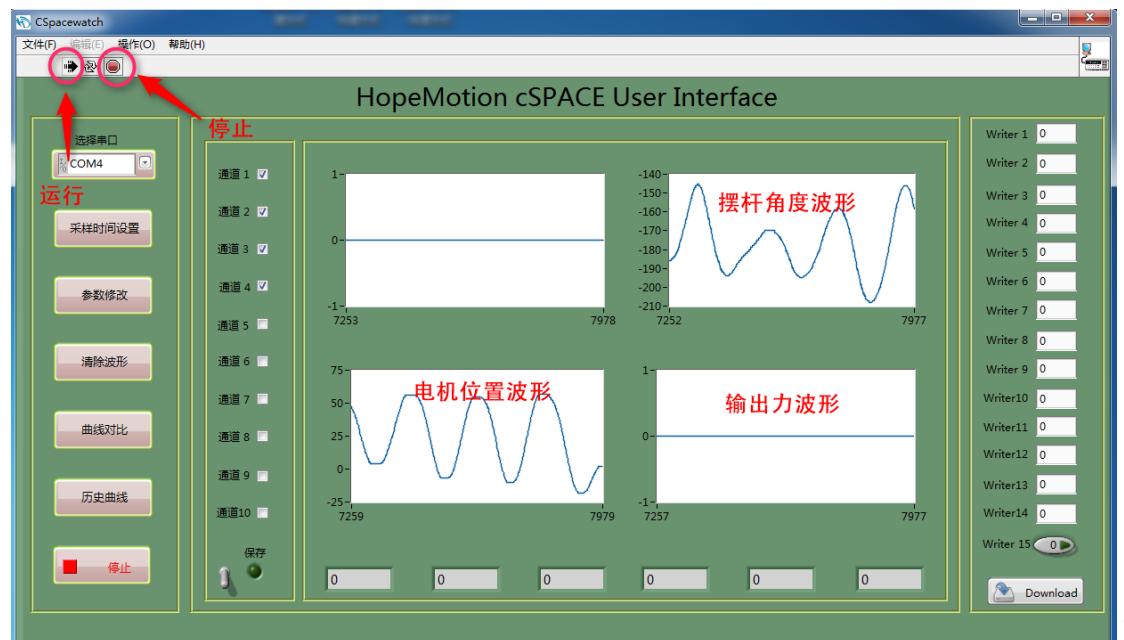 CSpacewatch
文件(F) 编辑(E) 操作(O) 帮助(H)
HopeMotion cSPACE User Interface
停止
运行
选择串口
COM4
采样时间设置
参数修改
清除波形
曲线对比
历史曲线
停止
通道 1
通道 2
通道 3
通道 4
通道 5
通道 6
通道 7
通道 8
通道 9
通道10
保存
1
0
-1
7253 7978
摆杆角度波形
-140
-150
-160
-170
-180
-190
-200
-210
7252 7977
电机位置波形
75
50
25
0
-25
7259 7979
输出力波形
1
0
-1
7257 7977
0 0 0 0 0 0
Writer 1 0
Writer 2 0
Writer 3 0
Writer 4 0
Writer 5 0
Writer 6 0
Writer 7 0
Writer 8 0
Writer 9 0
Writer10 0
Writer11 0
Writer12 0
Writer13 0
Writer14 0
Writer 15 0
Download